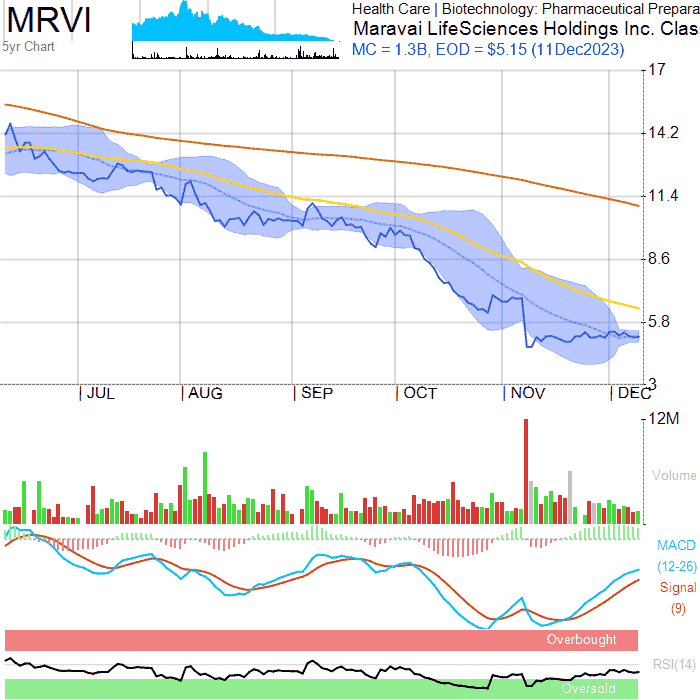 MRVI
5yr Chart
Health Care | Biotechnology: Pharmaceutical Prepara
Maravai LifeSciences Holdings Inc. Clas
MC = 1.3B, EOD = $5.15 (11Dec2023)
17
14.2
11.4
8.6
5.8
3
JUL AUG SEP OCT NOV DEC
12M
Volume
MACD
(12-26)
Signal
(9)
Overbought
RSI(14)
Oversold